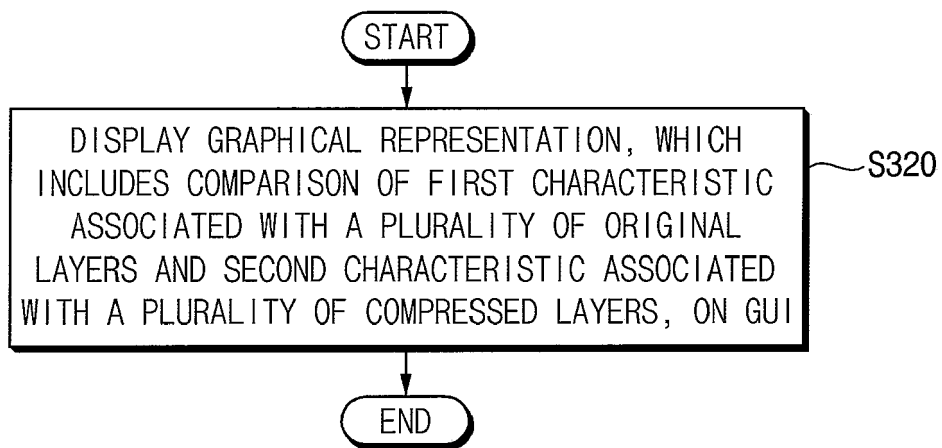 START
DISPLAY GRAPHICAL REPRESENTATION, WHICH
INCLUDES COMPARISON OF FIRST CHARACTERISTIC
ASSOCIATED WITH A PLURALITY OF ORIGINAL
LAYERS AND SECOND CHARACTERISTIC ASSOCIATED
WITH A PLURALITY OF COMPRESSED LAYERS, ON GUI
S320
END